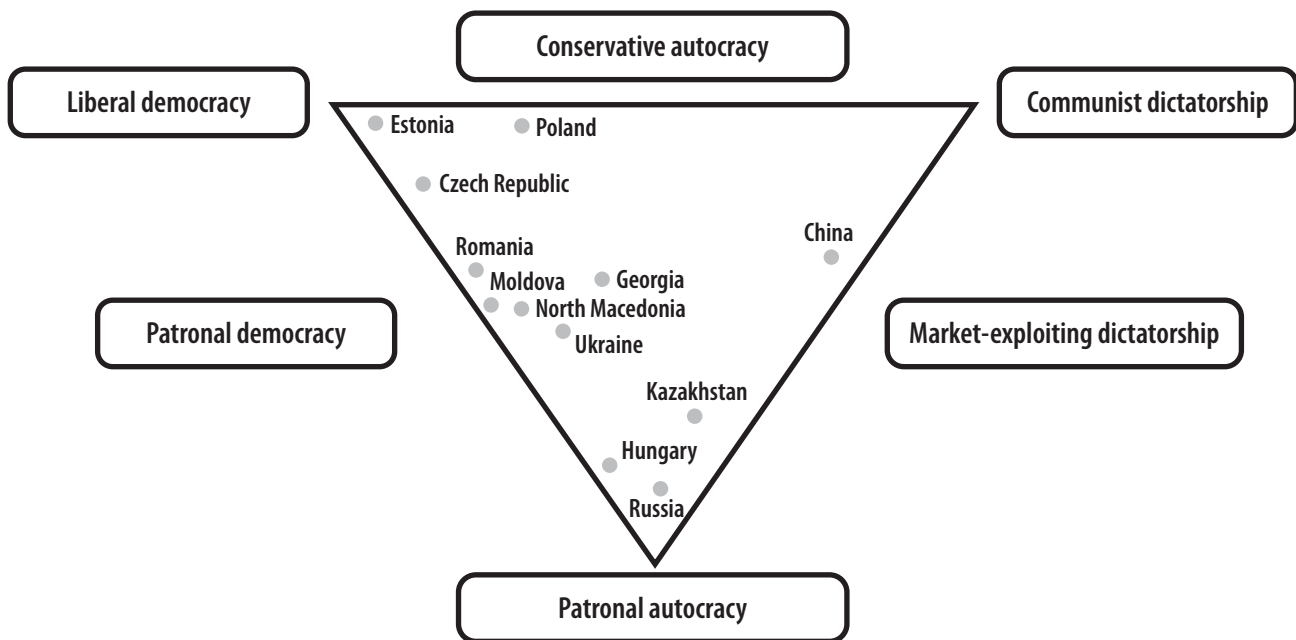 Conservative autocracy
Liberal democracy
Communist dictatorship
Estonia
Poland
Czech Republic
China
Romania
Georgia
Moldova
North Macedonia
Patronal democracy
Market-exploiting dictatorship
Ukraine
Kazakhstan
Hungary
Russia
Patronal autocracy